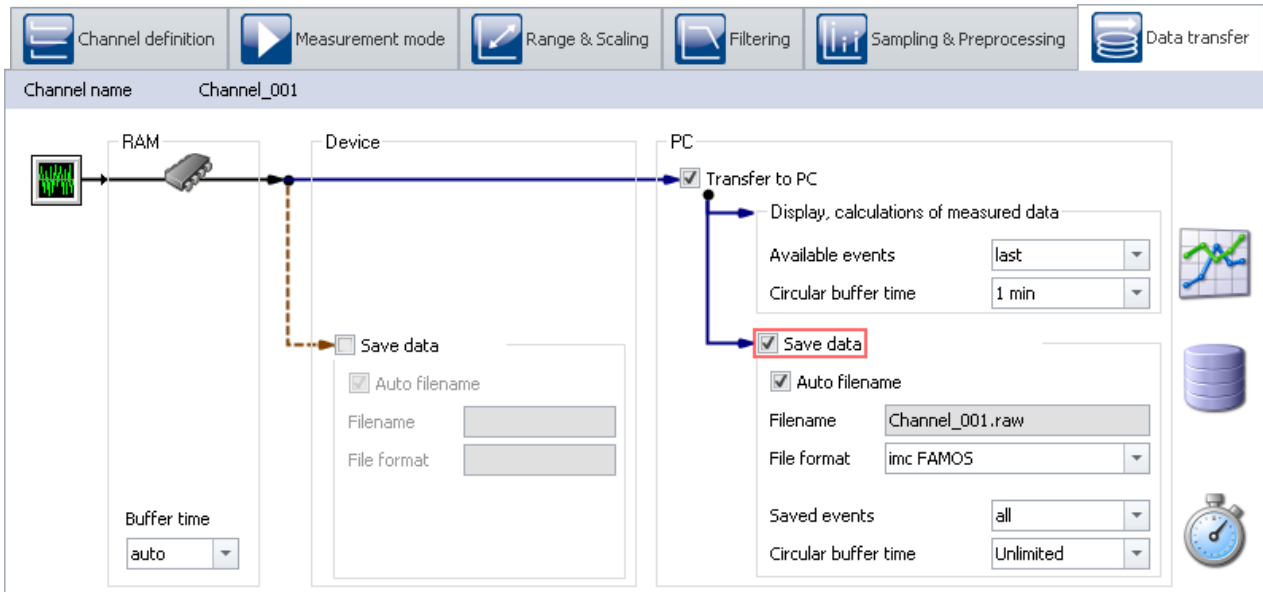 Channel definition
Measurement mode
Range & Scaling
Filtering
Sampling & Preprocessing
Data transfer
Channel name Channel_001
RAM
Device
PC
Transfer to PC
Display, calculations of measured data
Available events last
Circular buffer time 1 min
Save data
Auto filename
Filename
File format
Save data
Auto filename
Filename Channel_001.raw
File format imc FAMOS
Saved events all
Circular buffer time Unlimited
Buffer time
auto